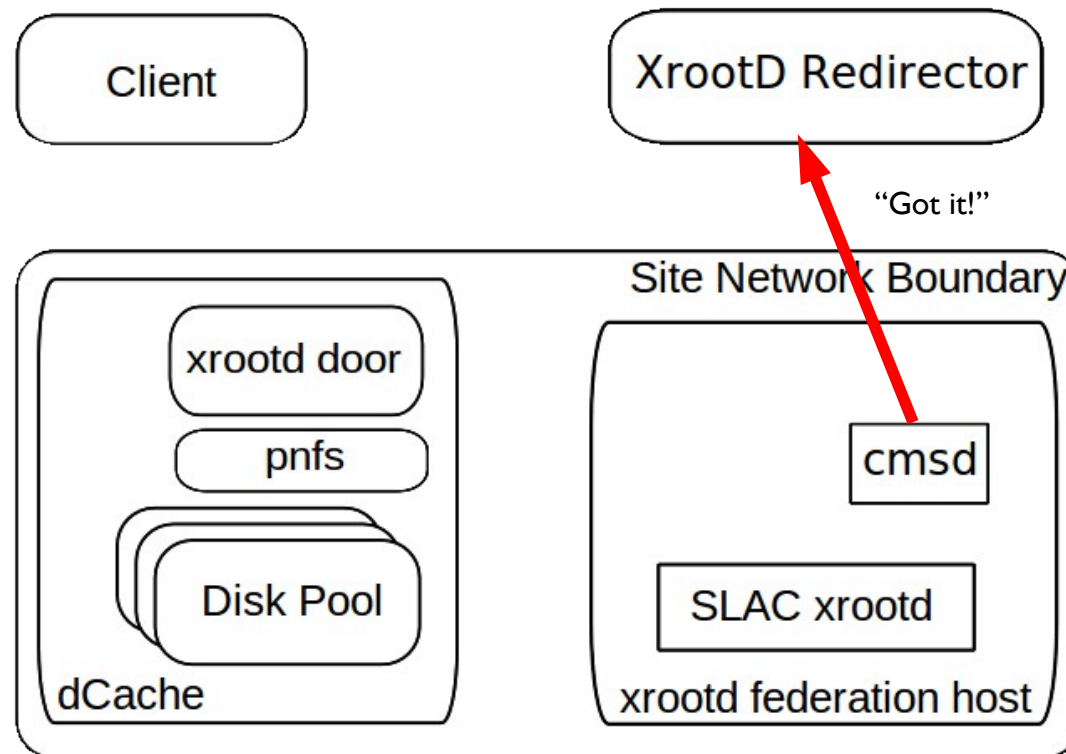 Client
XrootD Redirector
“Got it!”
Site Network Boundary
xrootd door
pnfs
cmsd
Disk Pool
SLAC xrootd
dCache
xrootd federation host